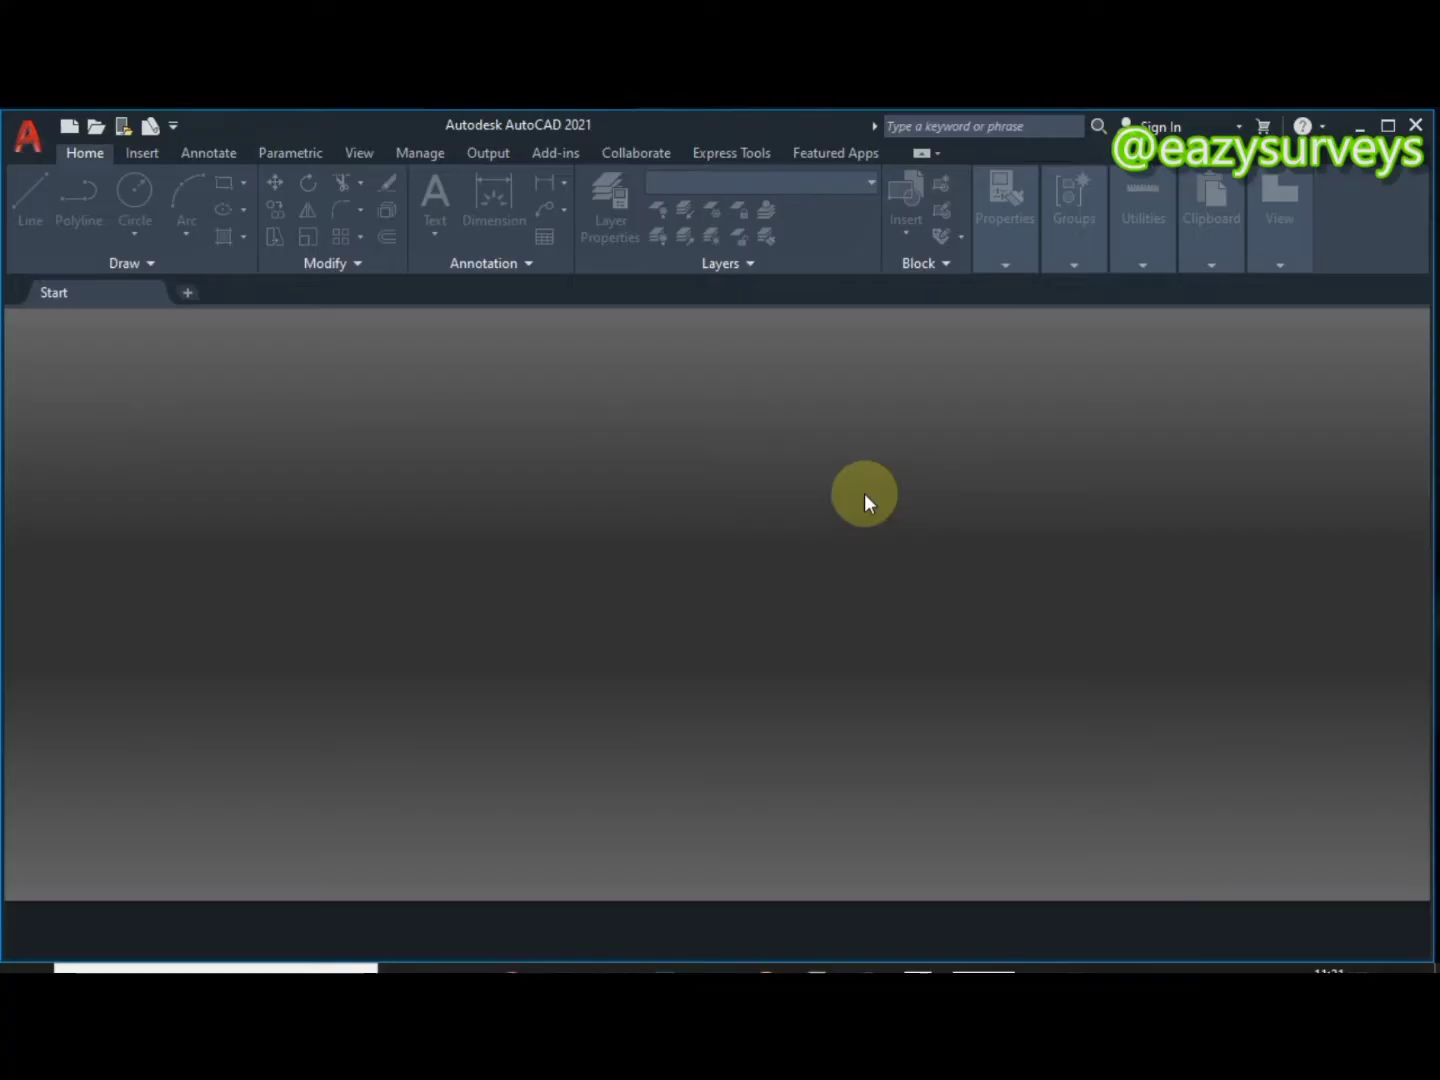 Autodesk AutoCAD 2021
Type a keyword or phrase
Sign In
@eazysurveys
Home Insert Annotate Parametric View Manage Output Add-ins Collaborate Express Tools Featured Apps
Line Polyline Circle Arc Text Dimension Layer Properties Insert Properties Groups Utilities Clipboard View
Draw Modify Annotation Layers Block
Start